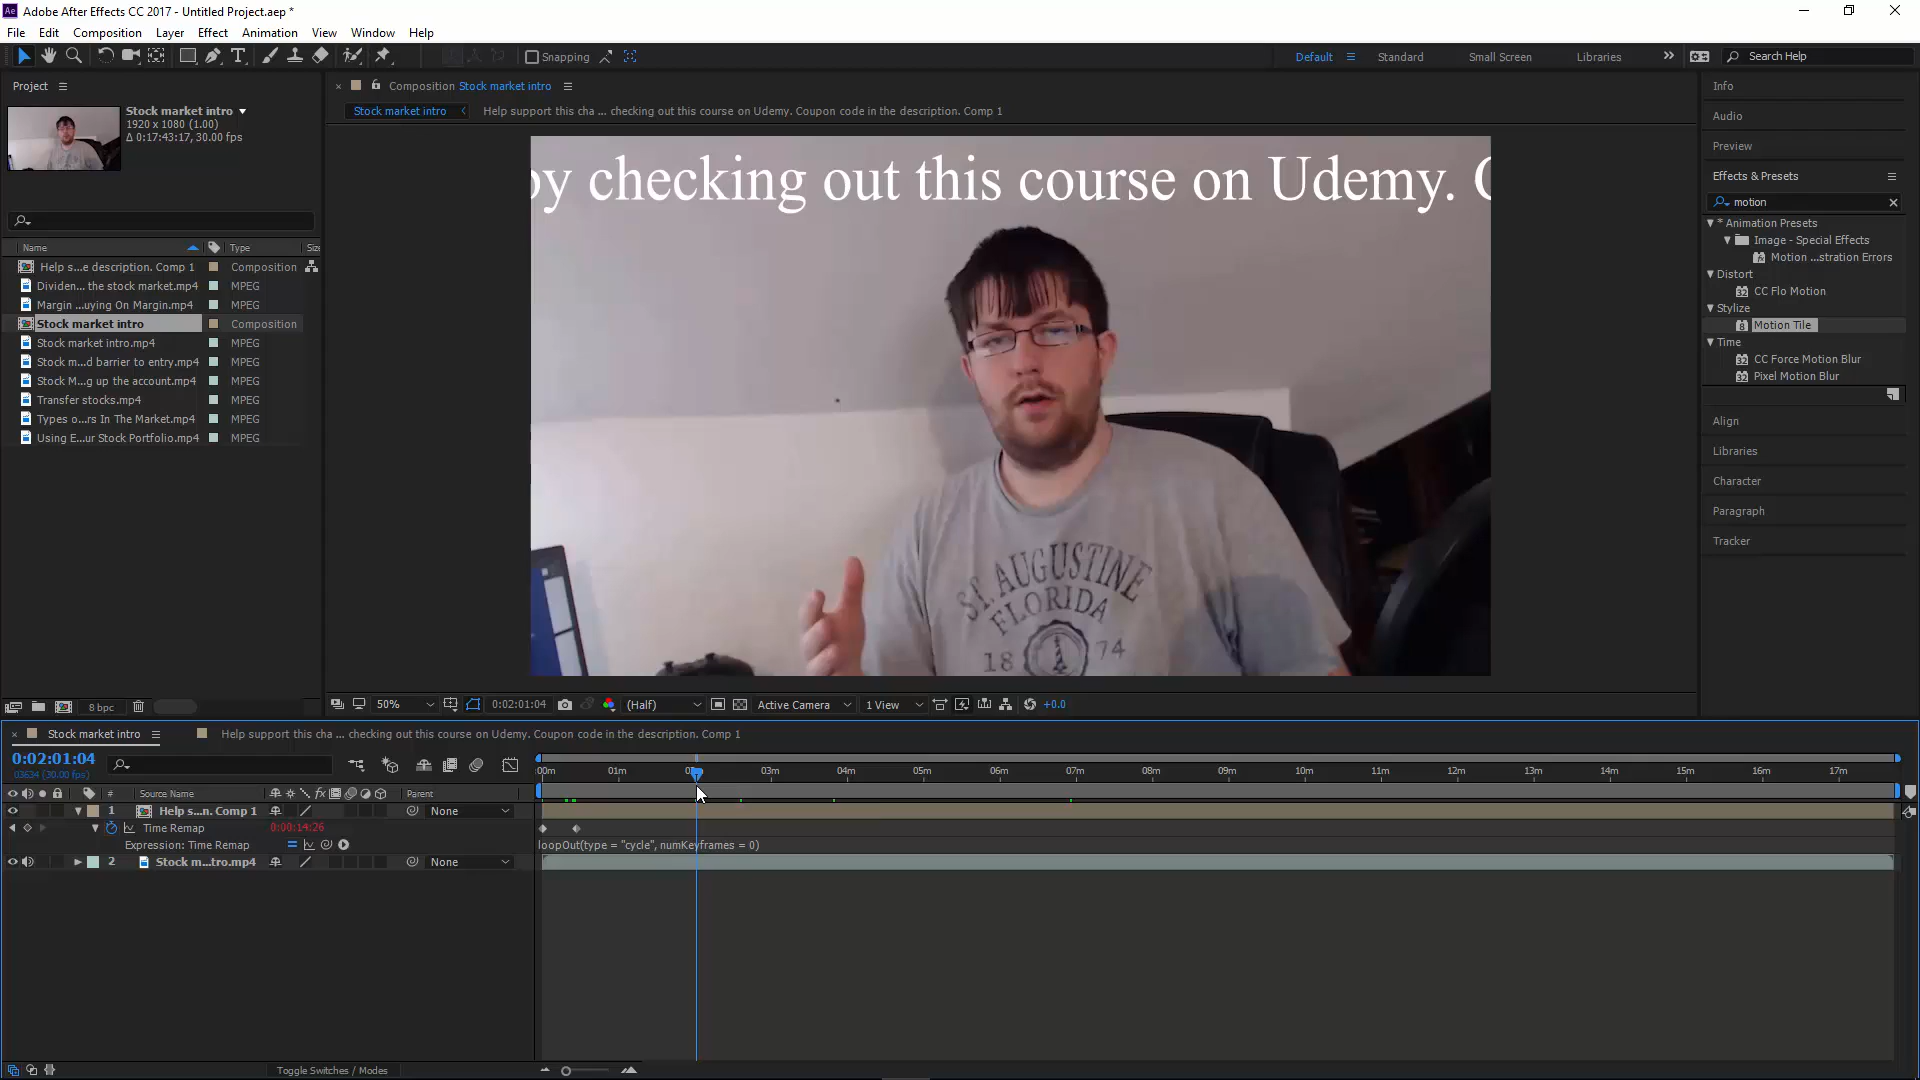 Adobe After Effects CC 2017 - Untitled Project.aep *
File Edit Composition Layer Effect Animation View Window Help
Snapping Default Standard Small Screen Libraries Search Help
Project
Stock market intro
1920 x 1080 (1.00)
Δ 0:17:43:17, 30.00 fps
Name Type Siz
Help s...e description. Comp 1 Composition
Dividen... the stock market.mp4 MPEG
Margin ...uying On Margin.mp4 MPEG
Stock market intro Composition
Stock market intro.mp4 MPEG
Stock m...d barrier to entry.mp4 MPEG
Stock M...g up the account.mp4 MPEG
Transfer stocks.mp4 MPEG
Types o...rs In The Market.mp4 MPEG
Using E...ur Stock Portfolio.mp4 MPEG
8 bpc
Composition Stock market intro
Stock market intro Help support this cha ... checking out this course on Udemy. Coupon code in the description. Comp 1
by checking out this course on Udemy. C
ST. AUGUSTINE
FLORIDA
18 74
50% 0:02:01:04 (Half) Active Camera 1 View +0.0
Info
Audio
Preview
Effects & Presets
motion
* Animation Presets
Image - Special Effects
Motion ...stration Errors
Distort
CC Flo Motion
Stylize
Motion Tile
Time
CC Force Motion Blur
Pixel Motion Blur
Align
Libraries
Character
Paragraph
Tracker
Stock market intro Help support this cha ... checking out this course on Udemy. Coupon code in the description. Comp 1
0:02:01:04
03634 (30.00 fps)
:00m 01m 03m 04m 05m 06m 07m 08m 09m 10m 11m 12m 13m 14m 15m 16m 17m
# Source Name Parent
1 Help s...n. Comp 1 None
Time Remap 0:00:14:26
Expression: Time Remap loopOut(type = "cycle", numKeyframes = 0)
2 Stock m...tro.mp4 None
Toggle Switches / Modes